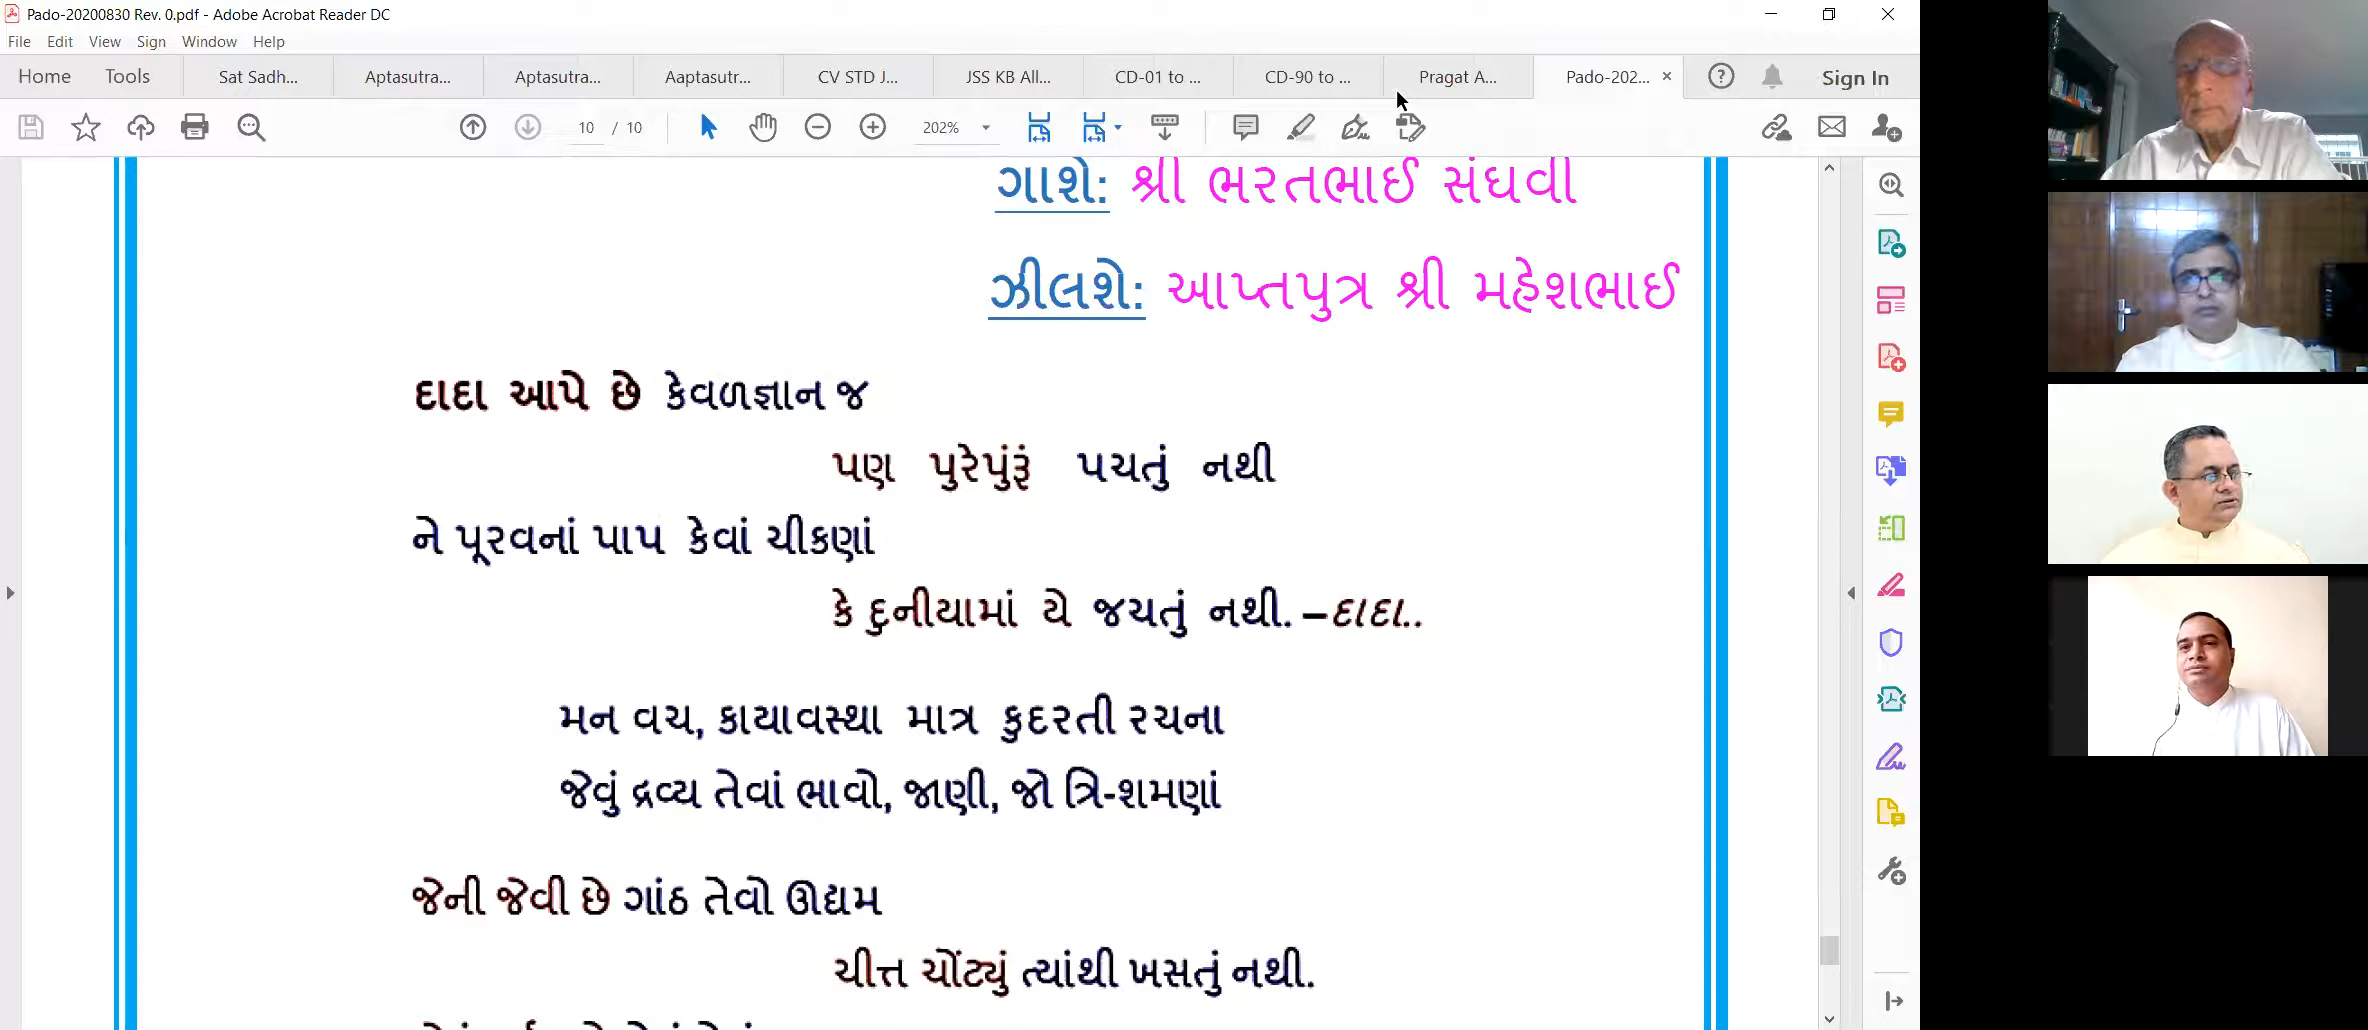 Pado-20200830 Rev. 0.pdf - Adobe Acrobat Reader DC
File Edit View Sign Window Help
Home Tools Sat Sadh... Aptasutra... Aptasutra... Aaptasutr... CV STD J... JSS KB All... CD-01 to ... CD-90 to ... Pragat A... Pado-202... Sign In
10 / 10 202%
ગાશે: શ્રી ભરતભાઈ સંઘવી
ઝીલશે: આપ્તપુત્ર શ્રી મહેશભાઈ
દાદા આપે છે કેવળજ્ઞાન જ
પણ પુરેપુંરૂં પચતું નથી
ને પૂરવનાં પાપ કેવાં ચીકણાં
કે દુનીયામાં યે જચતું નથી. –દાદા..
મન વચ, કાયાવસ્થા માત્ર કુદરતી રચના
જેવું દ્રવ્ય તેવાં ભાવો, જાણી, જો ત્રિ-શમણાં
જેની જેવી છે ગાંઠ તેવો ઊદ્યમ
ચીત્ત ચોંટ્યું ત્યાંથી ખસતું નથી.